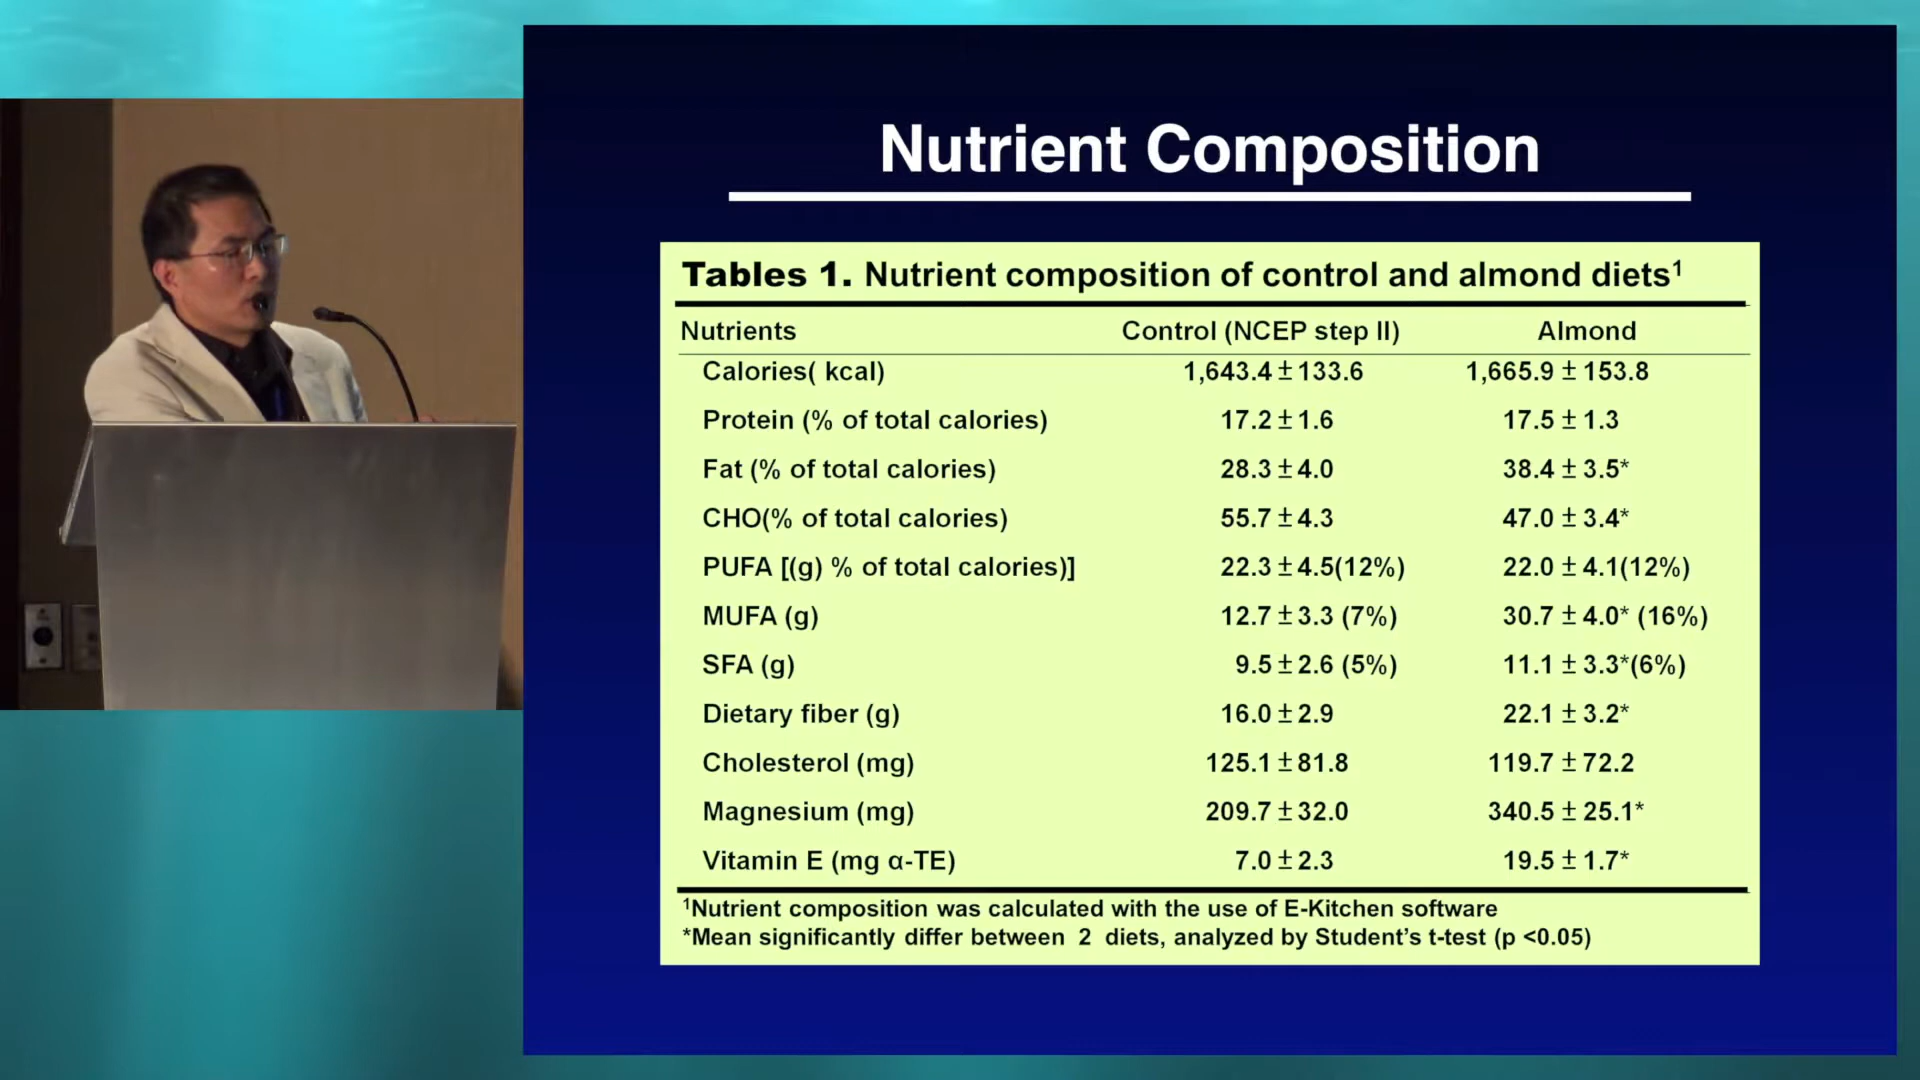 Nutrient Composition
Tables 1. Nutrient composition of control and almond diets¹
Nutrients Control (NCEP step II) Almond
Calories( kcal) 1,643.4 ± 133.6 1,665.9 ± 153.8
Protein (% of total calories) 17.2 ± 1.6 17.5 ± 1.3
Fat (% of total calories) 28.3 ± 4.0 38.4 ± 3.5*
CHO(% of total calories) 55.7 ± 4.3 47.0 ± 3.4*
PUFA [(g) % of total calories)] 22.3 ± 4.5(12%) 22.0 ± 4.1(12%)
MUFA (g) 12.7 ± 3.3 (7%) 30.7 ± 4.0* (16%)
SFA (g) 9.5 ± 2.6 (5%) 11.1 ± 3.3*(6%)
Dietary fiber (g) 16.0 ± 2.9 22.1 ± 3.2*
Cholesterol (mg) 125.1 ± 81.8 119.7 ± 72.2
Magnesium (mg) 209.7 ± 32.0 340.5 ± 25.1*
Vitamin E (mg α-TE) 7.0 ± 2.3 19.5 ± 1.7*
¹Nutrient composition was calculated with the use of E-Kitchen software
*Mean significantly differ between 2 diets, analyzed by Student’s t-test (p <0.05)